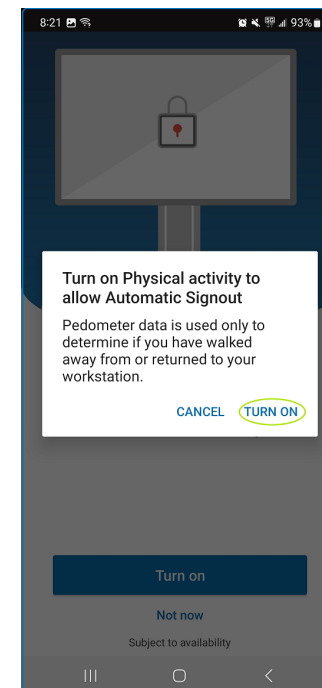 8:21 5G 93%
Turn on Physical activity to
allow Automatic Signout
Pedometer data is used only to
determine if you have walked
away from or returned to your
workstation.
CANCEL TURN ON
Turn on
Not now
Subject to availability